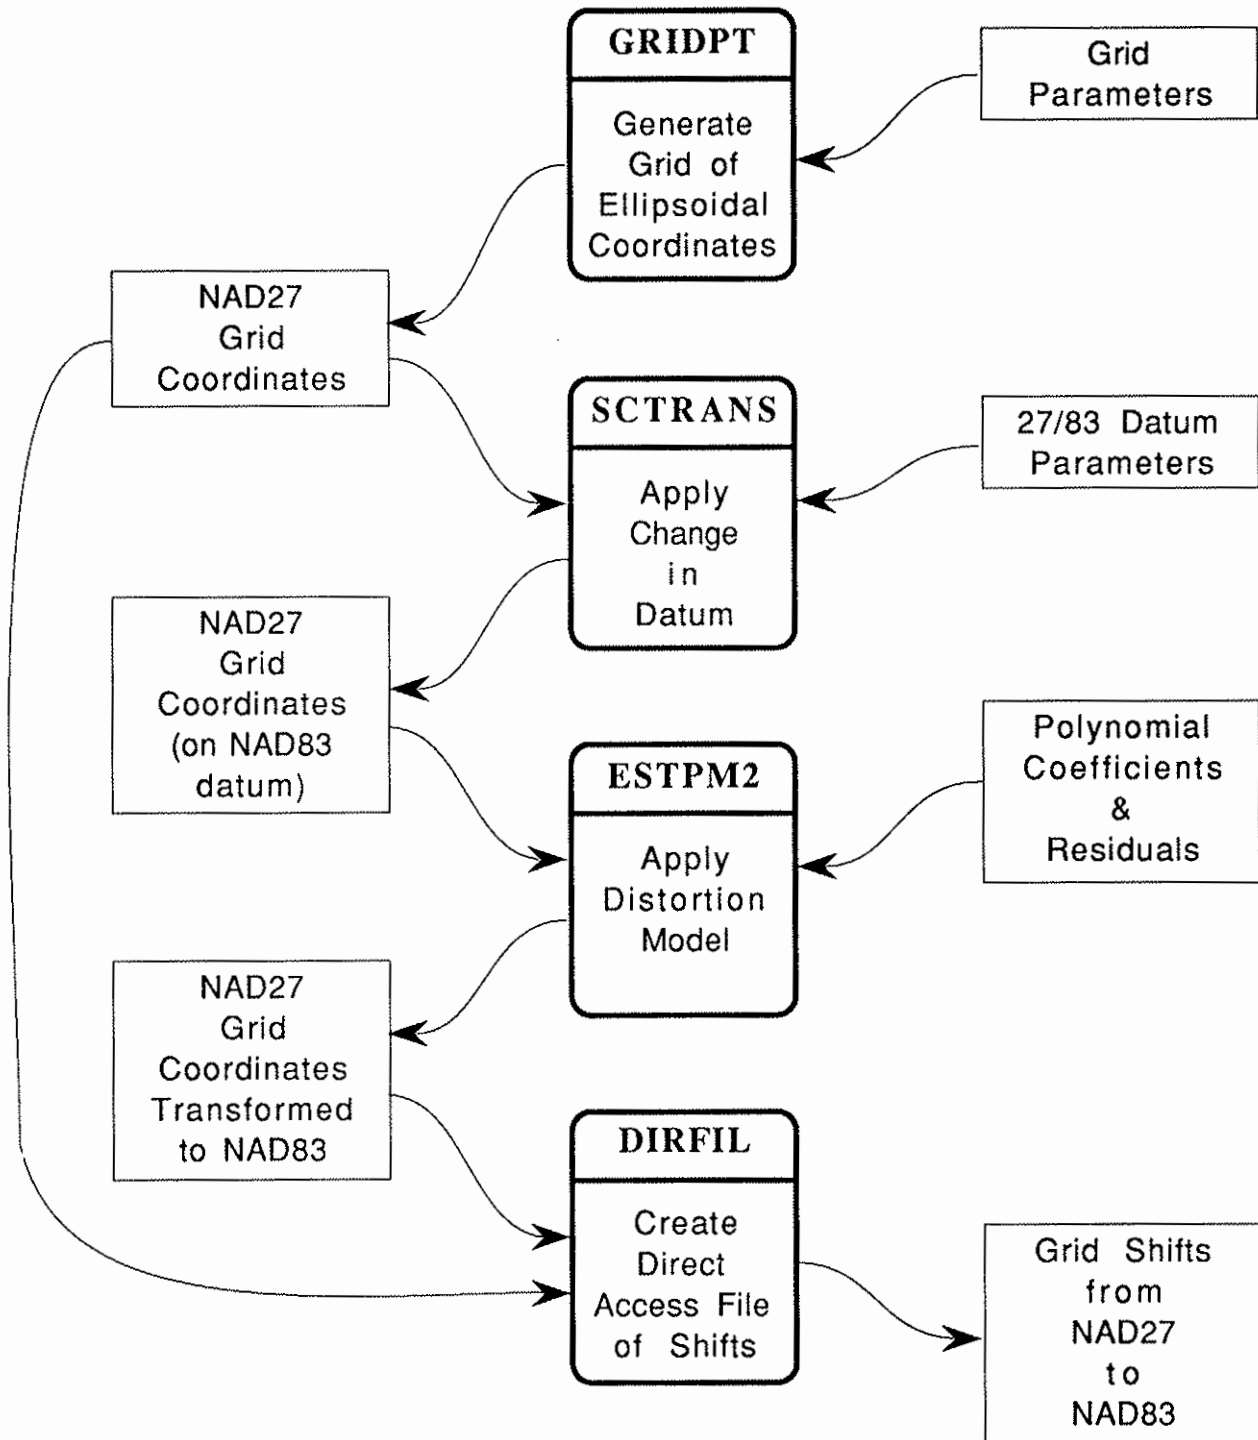 GRIDPT
Generate
Grid of
Ellipsoidal
Coordinates
Grid
Parameters
NAD27
Grid
Coordinates
SCTRANS
Apply
Change
in
Datum
27/83 Datum
Parameters
NAD27
Grid
Coordinates
(on NAD83
datum)
ESTPM2
Apply
Distortion
Model
Polynomial
Coefficients
&
Residuals
NAD27
Grid
Coordinates
Transformed
to NAD83
DIRFIL
Create
Direct
Access File
of Shifts
Grid Shifts
from
NAD27
to
NAD83